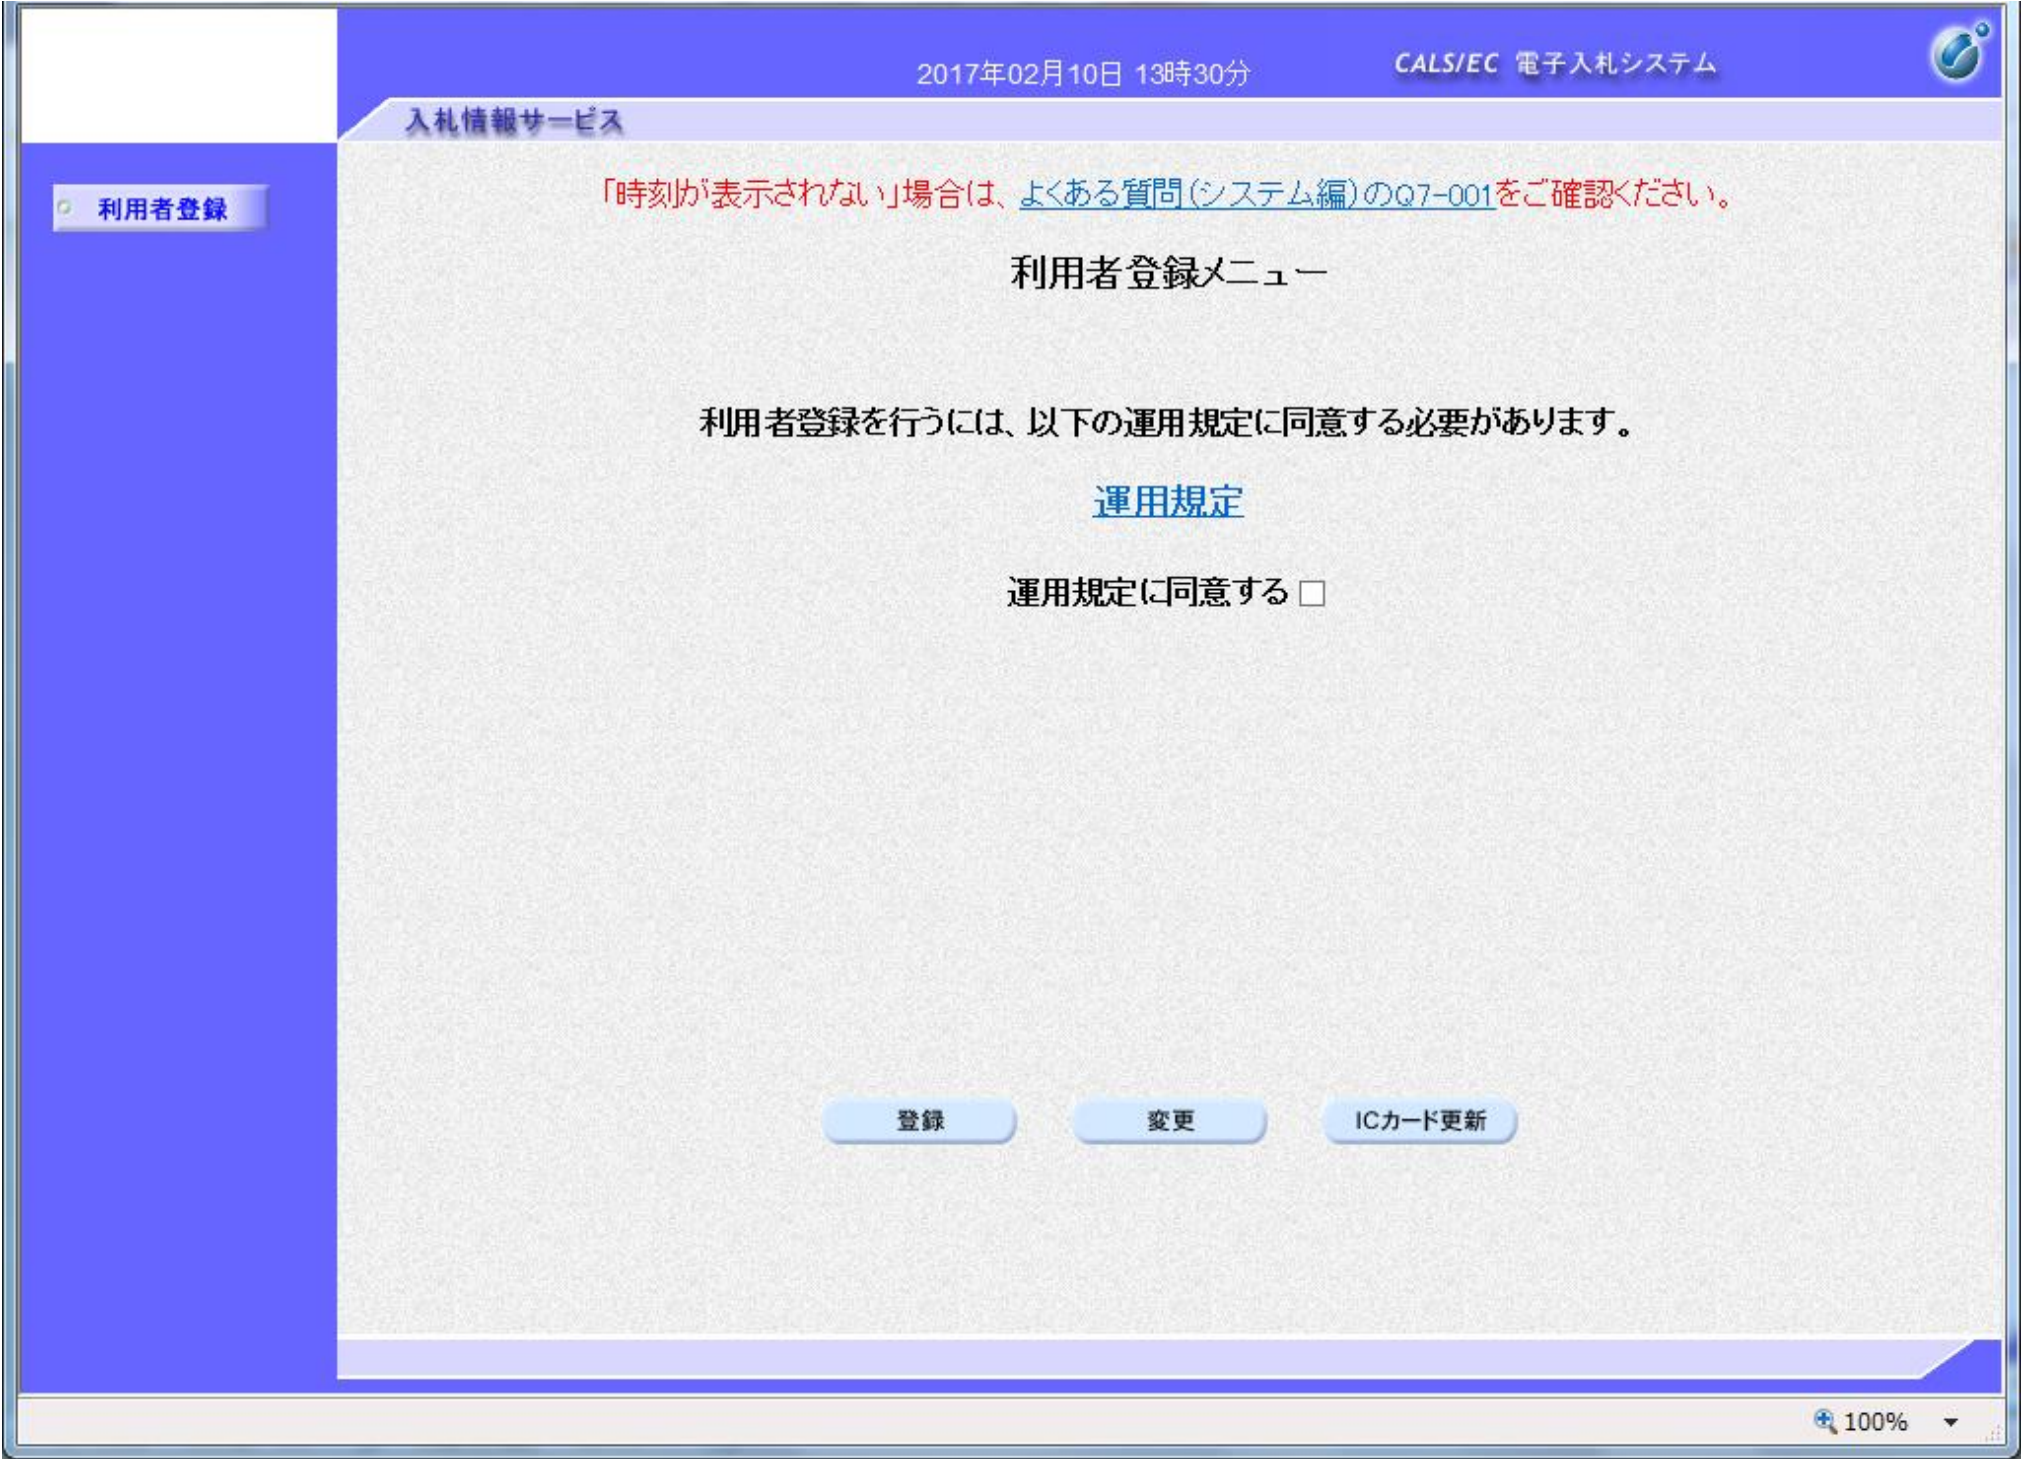 2017年02月10日 13時30分
CALS/EC 電子入札システム
入札情報サービス
利用者登録
「時刻が表示されない」場合は、よくある質問(システム編)のQ7-001をご確認ください。
利用者登録メニュー
利用者登録を行うには、以下の運用規定に同意する必要があります。
運用規定
運用規定に同意する
登録
変更
ICカード更新
100%